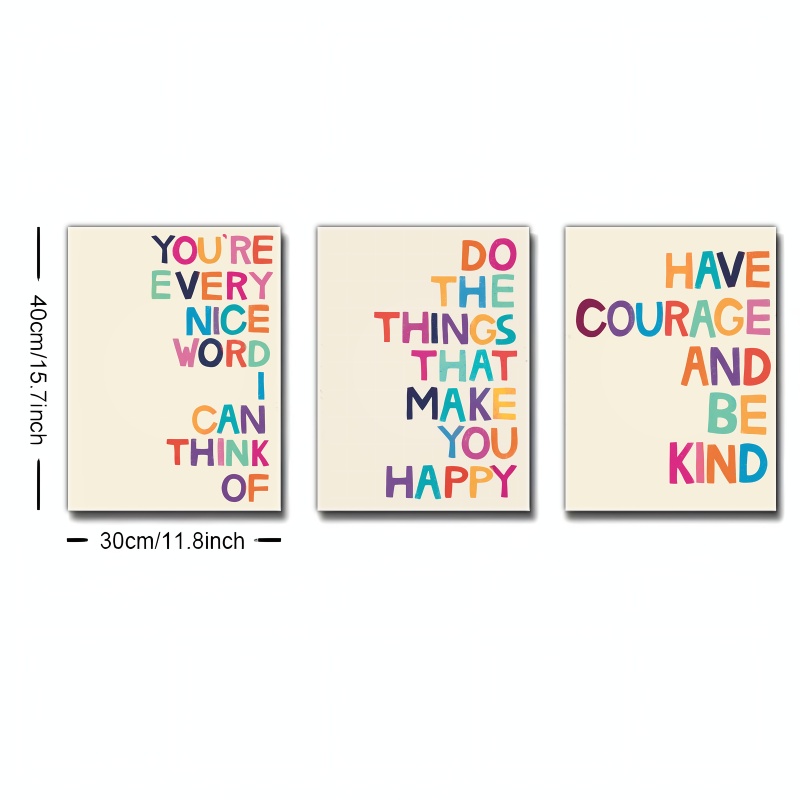 YOU'RE
EVERY
NICE
WORD
I
CAN
THINK
OF
DO
THE
THINGS
THAT
MAKE
YOU
HAPPY
HAVE
COURAGE
AND
BE
KIND
40cm/15.7inch
30cm/11.8inch